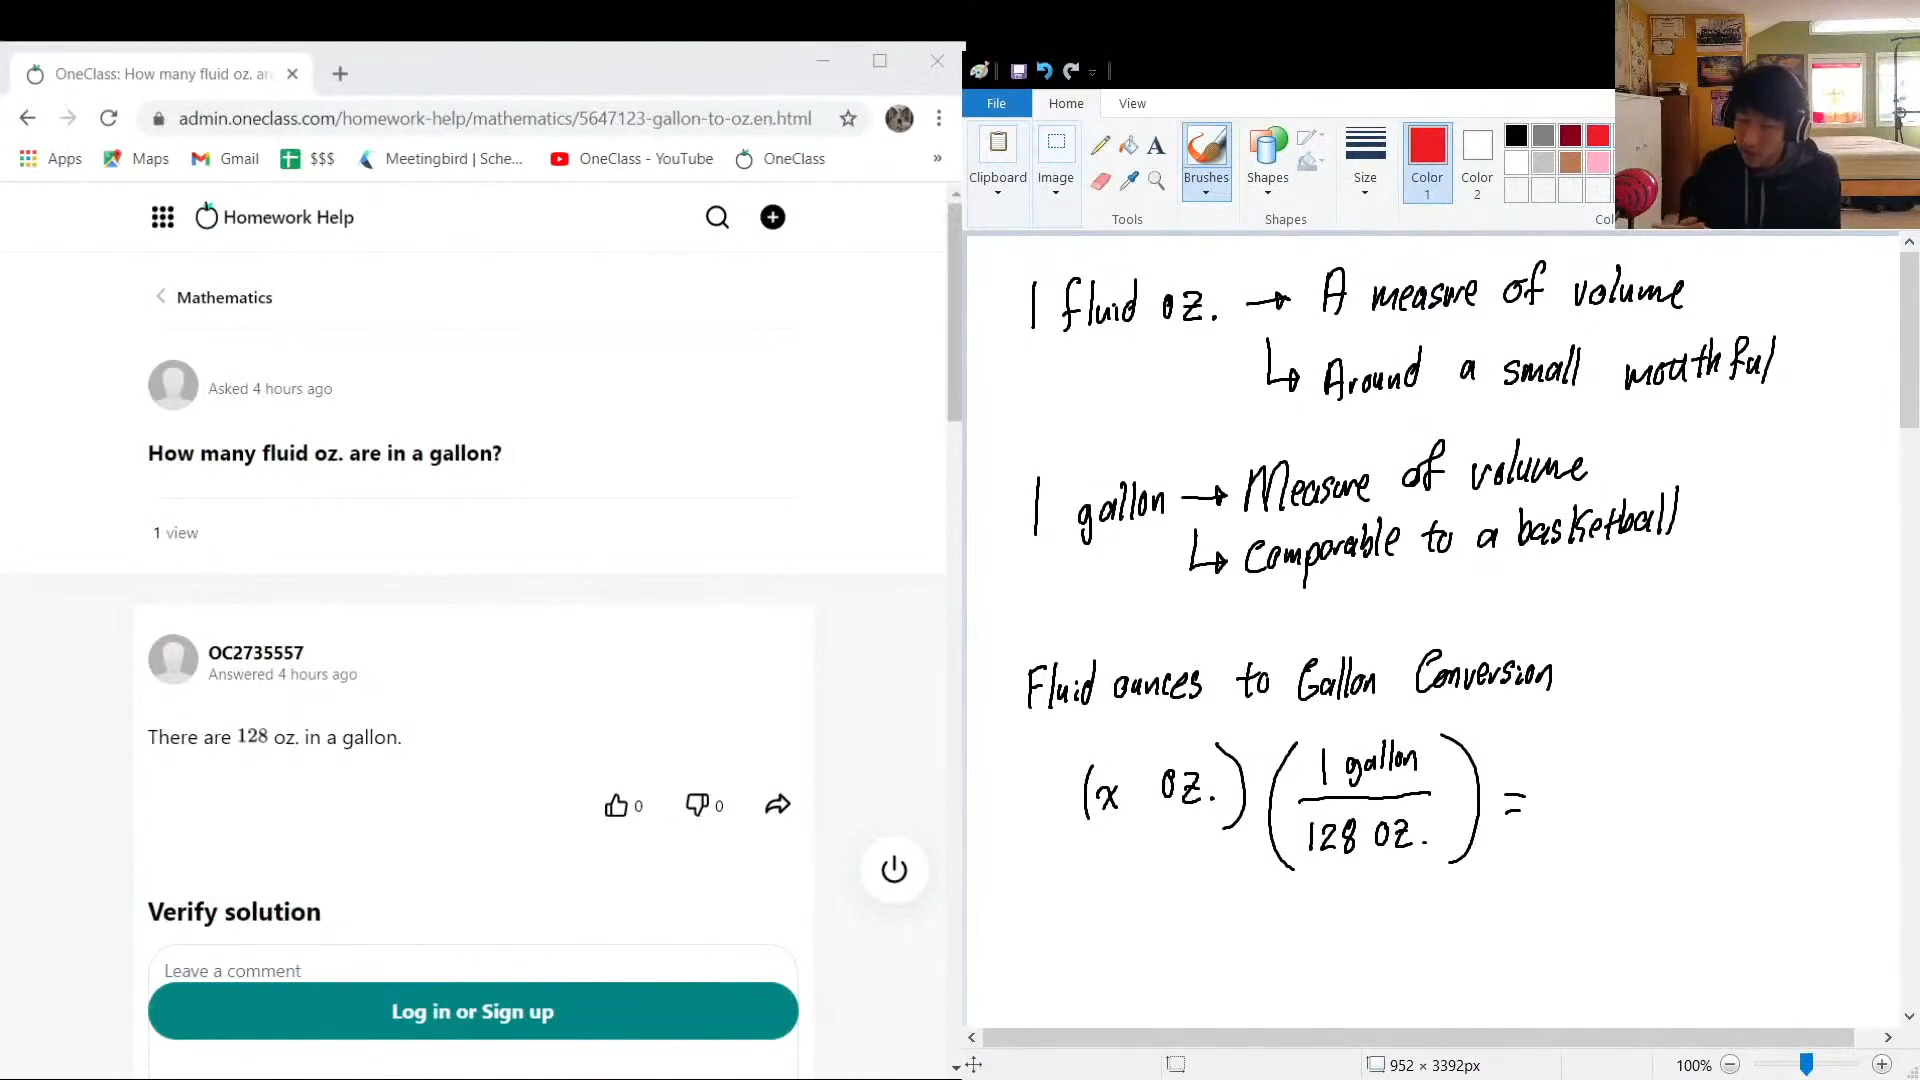 OneClass: How many fluid oz. are
admin.oneclass.com/homework-help/mathematics/5647123-gallon-to-oz.en.html
Apps Maps Gmail $$$ Meetingbird | Sche... OneClass - YouTube OneClass »
Homework Help
Mathematics
Asked 4 hours ago
How many fluid oz. are in a gallon?
1 view
OC2735557
Answered 4 hours ago
There are 128 oz. in a gallon.
0 0
Verify solution
Leave a comment
Log in or Sign up
File Home View
Clipboard Image Brushes Shapes Size Color 1 Color 2
Tools Shapes
1 fluid oz. → A measure of volume
↳ Around a small mouthful
1 gallon → Measure of volume
↳ Comparable to a basketball
Fluid ounces to Gallon Conversion
(x oz.) (1 gallon / 128 oz.) =
952 × 3392px 100%